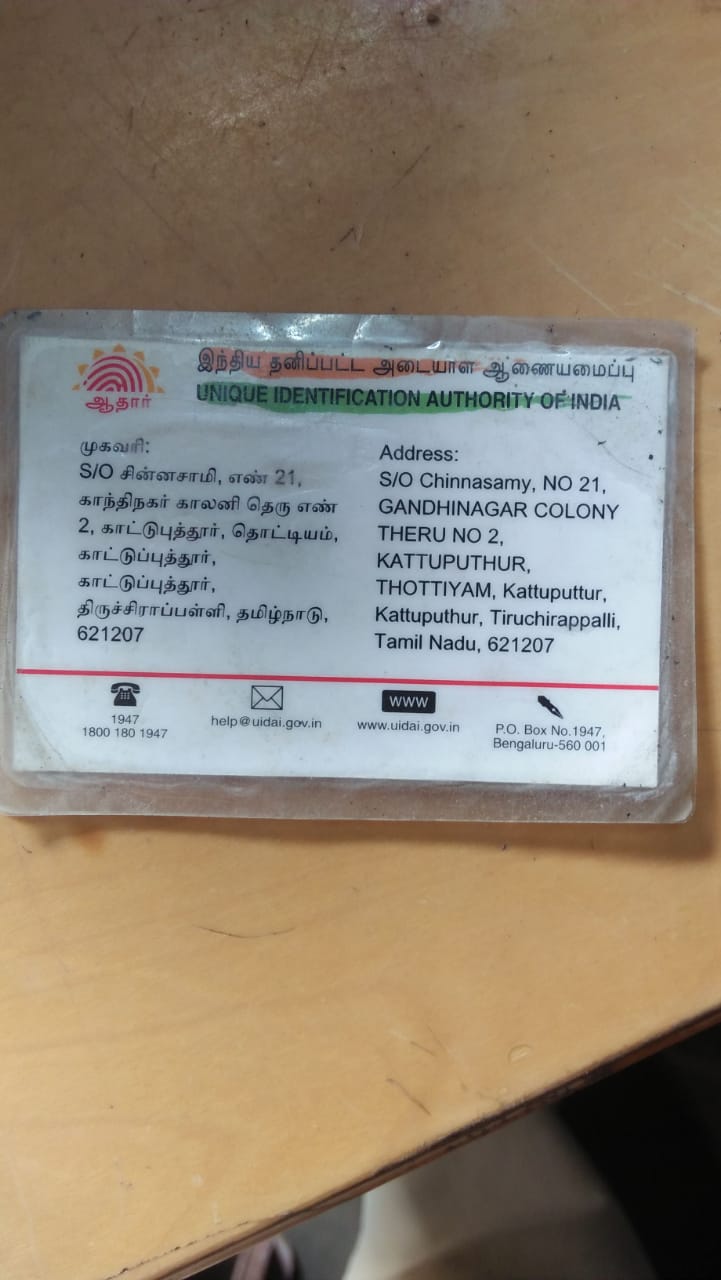 ஆதார்
இந்திய தனிப்பட்ட அடையாள ஆணையமைப்பு
UNIQUE IDENTIFICATION AUTHORITY OF INDIA
முகவரி:
S/O சின்னசாமி, எண் 21,
காந்திநகர் காலனி தெரு எண்
2, காட்டுபுத்தூர், தொட்டியம்,
காட்டுப்புத்தூர்,
காட்டுப்புத்தூர்,
திருச்சிராப்பள்ளி, தமிழ்நாடு,
621207
Address:
S/O Chinnasamy, NO 21,
GANDHINAGAR COLONY
THERU NO 2,
KATTUPUTHUR,
THOTTIYAM, Kattuputtur,
Kattuputhur, Tiruchirappalli,
Tamil Nadu, 621207
1947
1800 180 1947
help@uidai.gov.in
www
www.uidai.gov.in
P.O. Box No.1947,
Bengaluru-560 001